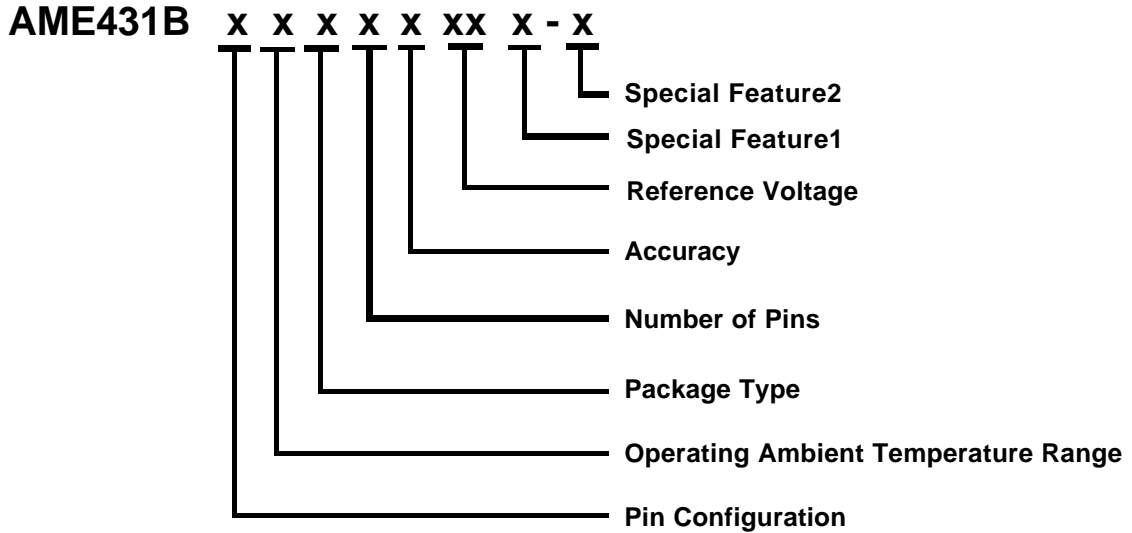 AME431B x x x x x xx x - x
Special Feature2
Special Feature1
Reference Voltage
Accuracy
Number of Pins
Package Type
Operating Ambient Temperature Range
Pin Configuration